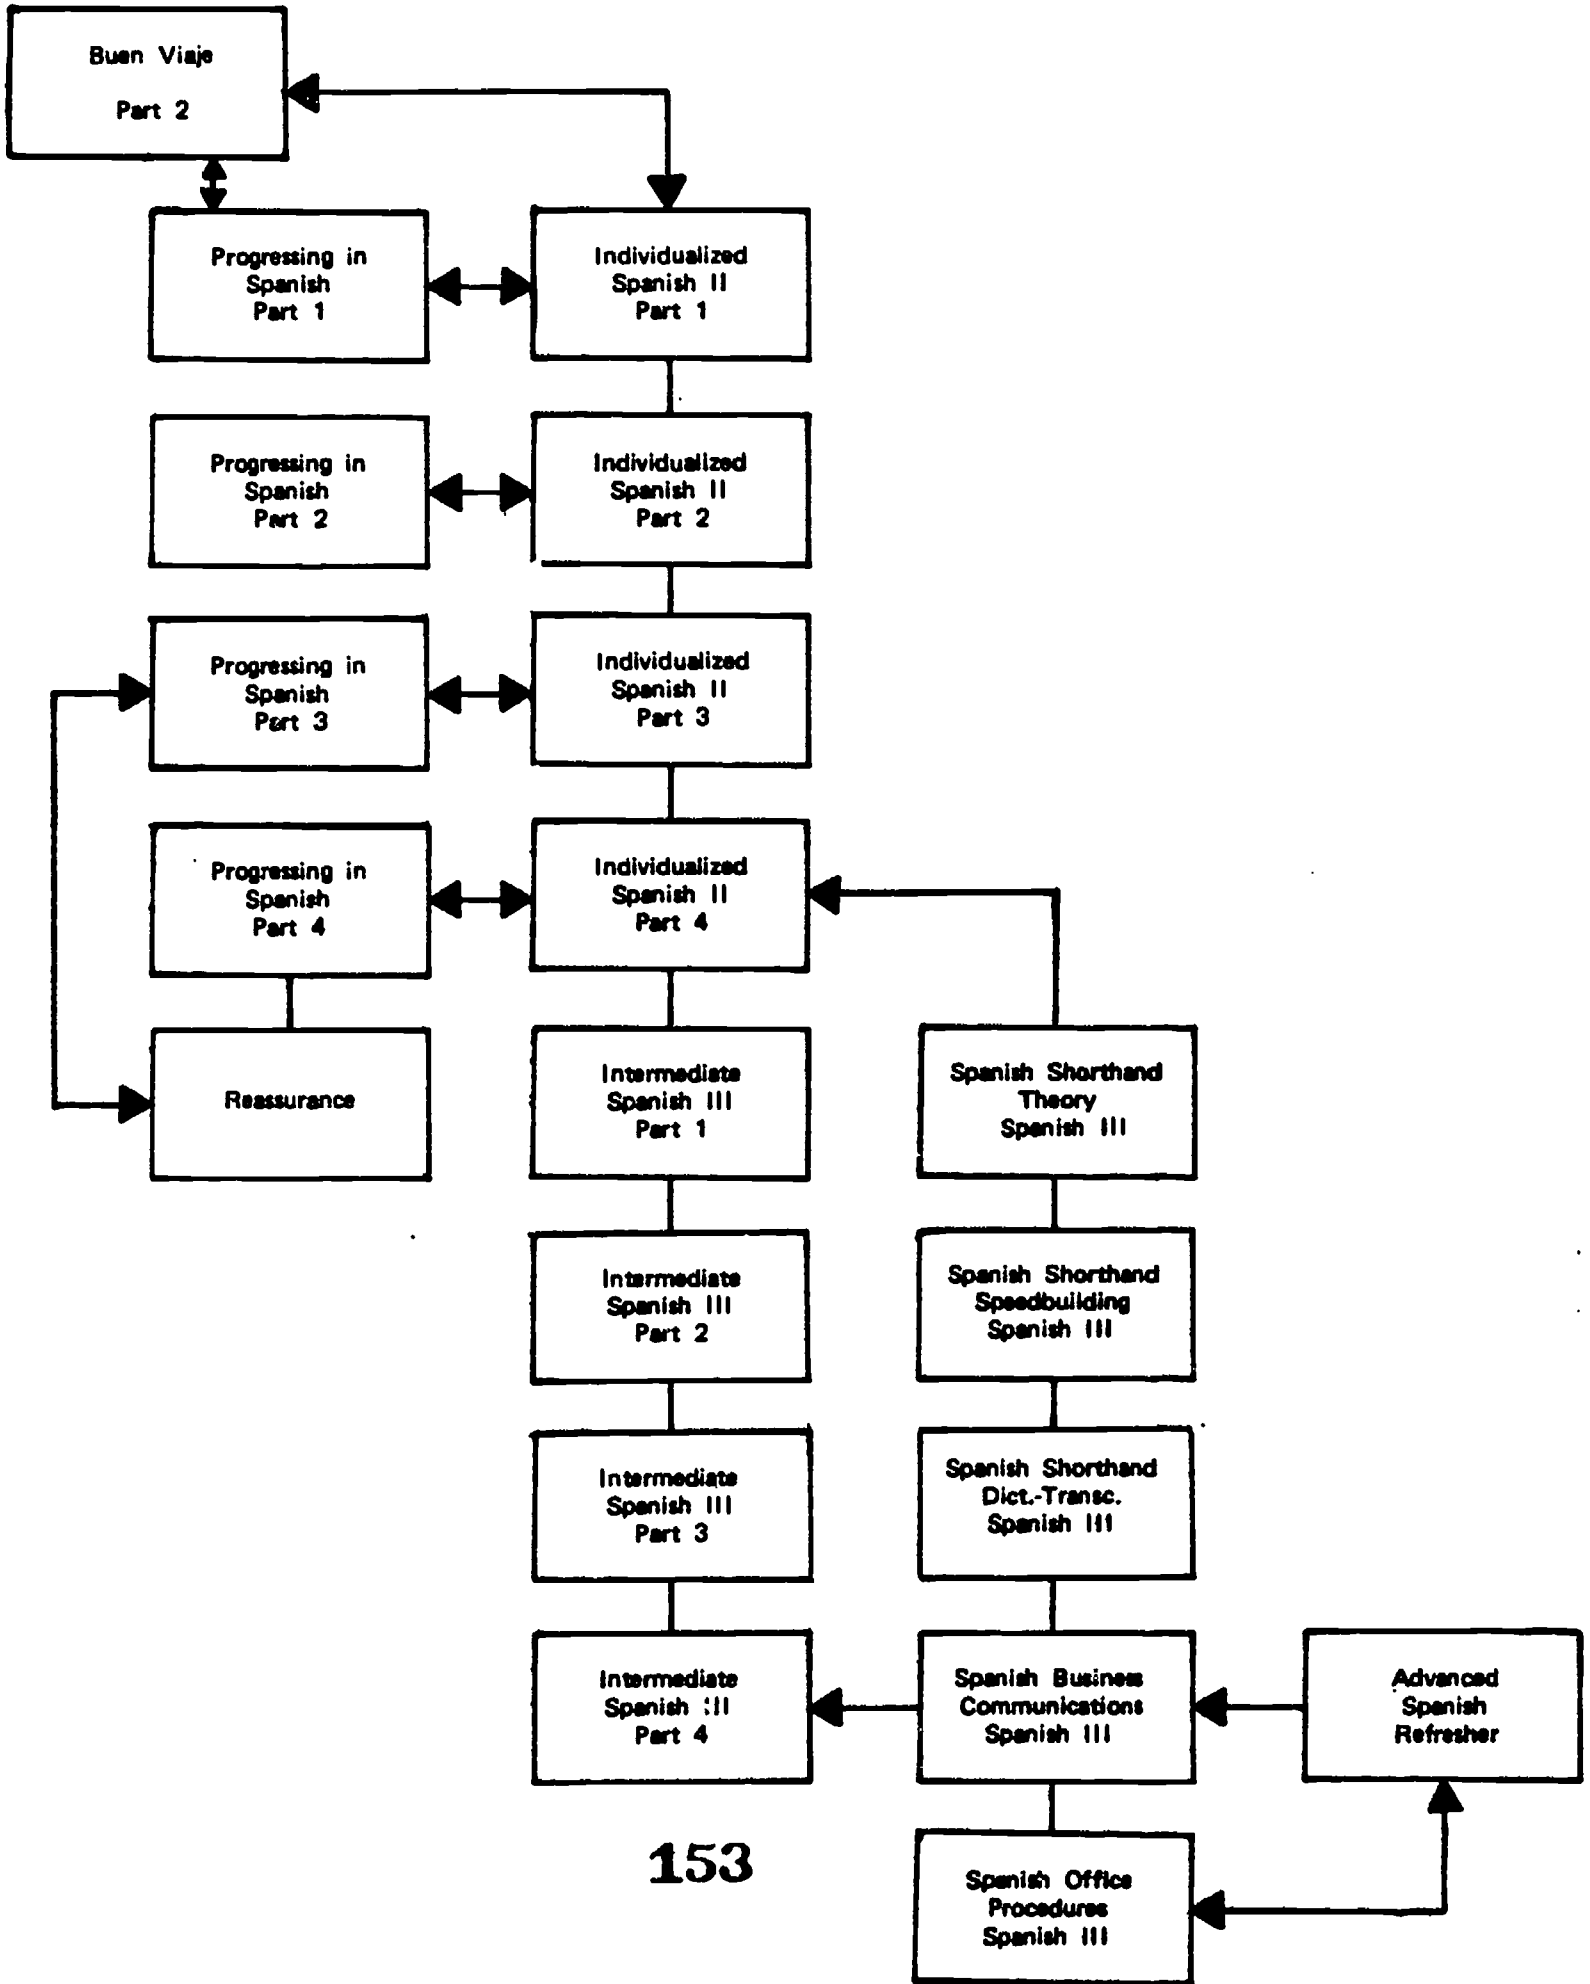 Buen Viaje
Part 2
Progressing in
Spanish
Part 1
Individualized
Spanish II
Part 1
Progressing in
Spanish
Part 2
Individualized
Spanish II
Part 2
Progressing in
Spanish
Part 3
Individualized
Spanish II
Part 3
Progressing in
Spanish
Part 4
Individualized
Spanish II
Part 4
Reassurance
Intermediate
Spanish III
Part 1
Spanish Shorthand
Theory
Spanish III
Intermediate
Spanish III
Part 2
Spanish Shorthand
Speedbuilding
Spanish III
Intermediate
Spanish III
Part 3
Spanish Shorthand
Dict.-Transc.
Spanish III
Intermediate
Spanish III
Part 4
Spanish Business
Communications
Spanish III
Advanced
Spanish
Refresher
Spanish Office
Procedures
Spanish III
153